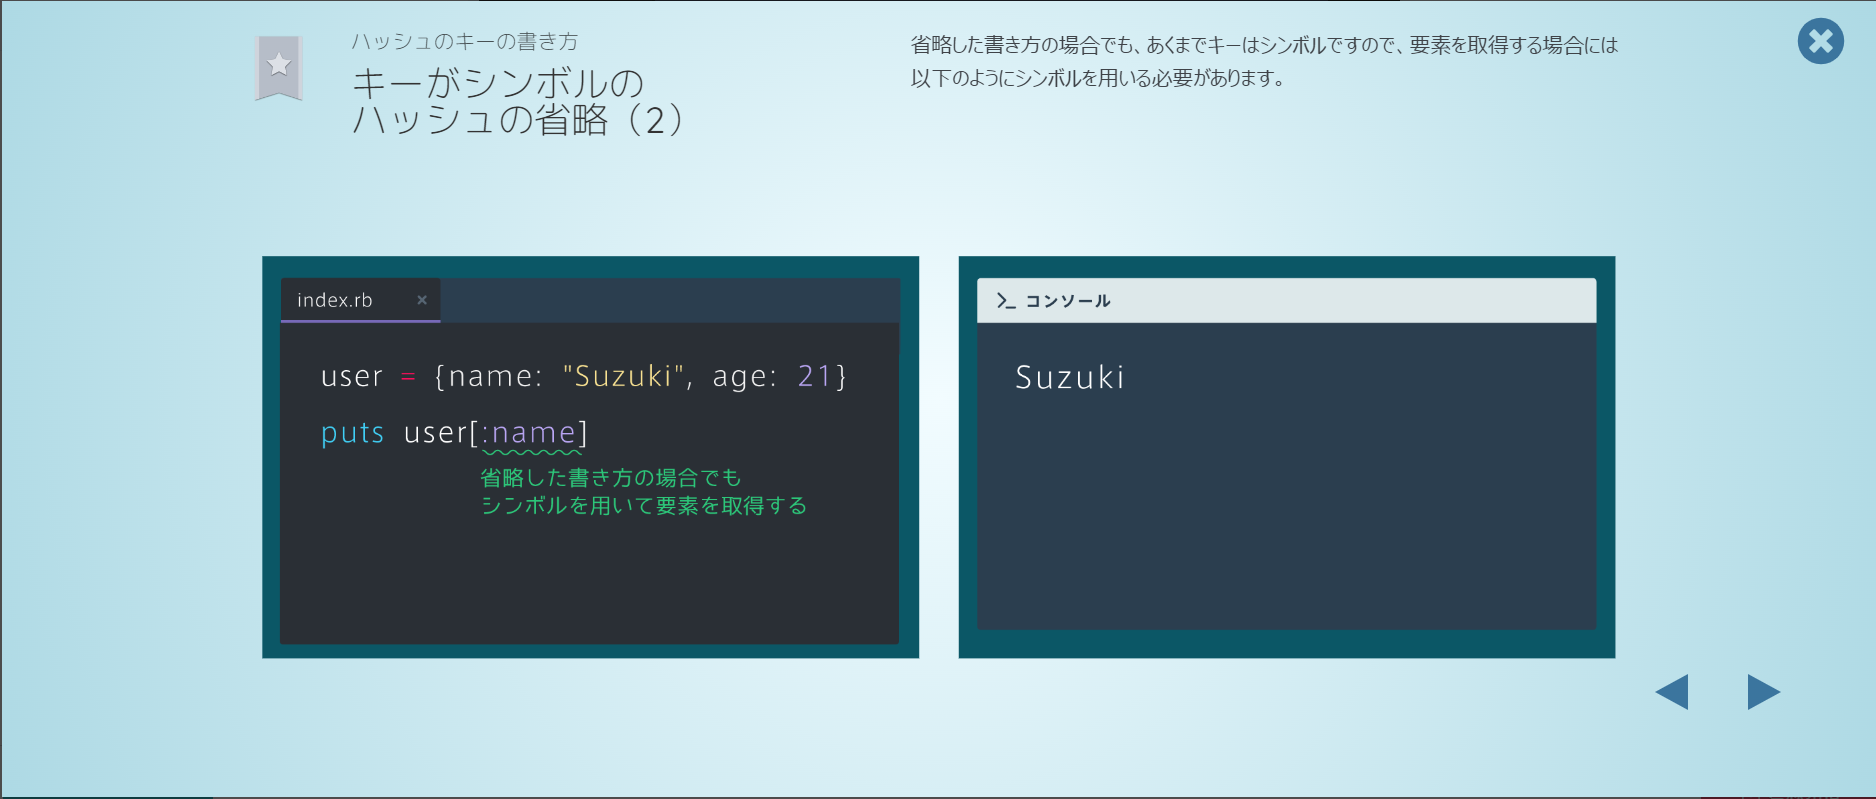 ハッシュのキーの書き方
キーがシンボルの
ハッシュの省略（2）
省略した書き方の場合でも、あくまでキーはシンボルですので、要素を取得する場合には
以下のようにシンボルを用いる必要があります。
index.rb ×
user = {name: "Suzuki", age: 21}
puts user[:name]
省略した書き方の場合でも
シンボルを用いて要素を取得する
>_ コンソール
Suzuki